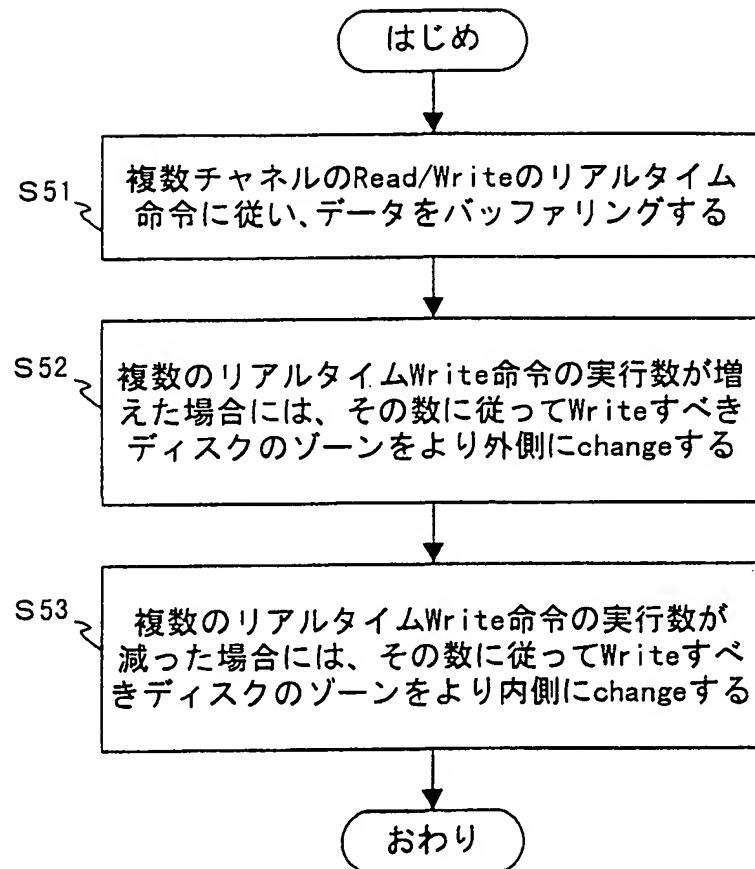 はじめ
S51
複数チャネルのRead/Writeのリアルタイム
命令に従い、データをバッファリングする
S52
複数のリアルタイムWrite命令の実行数が増
えた場合には、その数に従ってWriteすべき
ディスクのゾーンをより外側にchangeする
S53
複数のリアルタイムWrite命令の実行数が
減った場合には、その数に従ってWriteすべ
きディスクのゾーンをより内側にchangeする
おわり